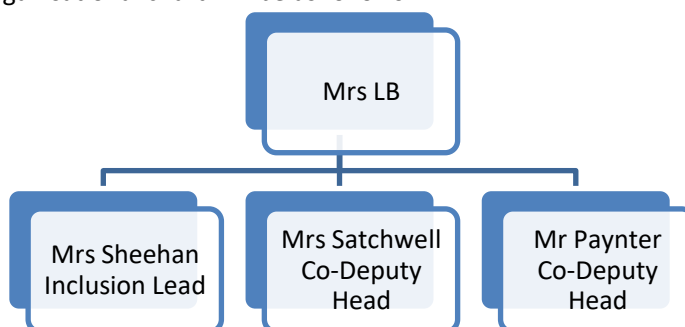 Mrs LB
Mrs Sheehan
Inclusion Lead
Mrs Satchwell
Co-Deputy
Head
Mr Paynter
Co-Deputy
Head